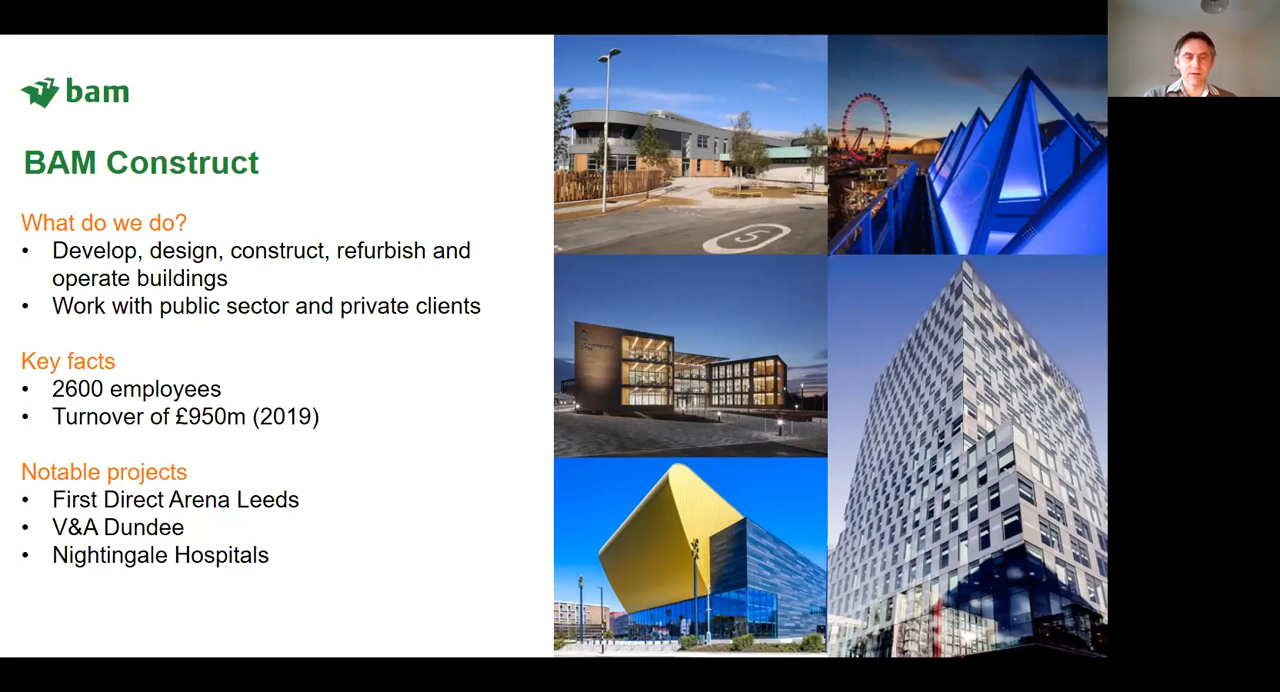 bam
BAM Construct
What do we do?
• Develop, design, construct, refurbish and
operate buildings
• Work with public sector and private clients
Key facts
• 2600 employees
• Turnover of £950m (2019)
Notable projects
• First Direct Arena Leeds
• V&A Dundee
• Nightingale Hospitals
5